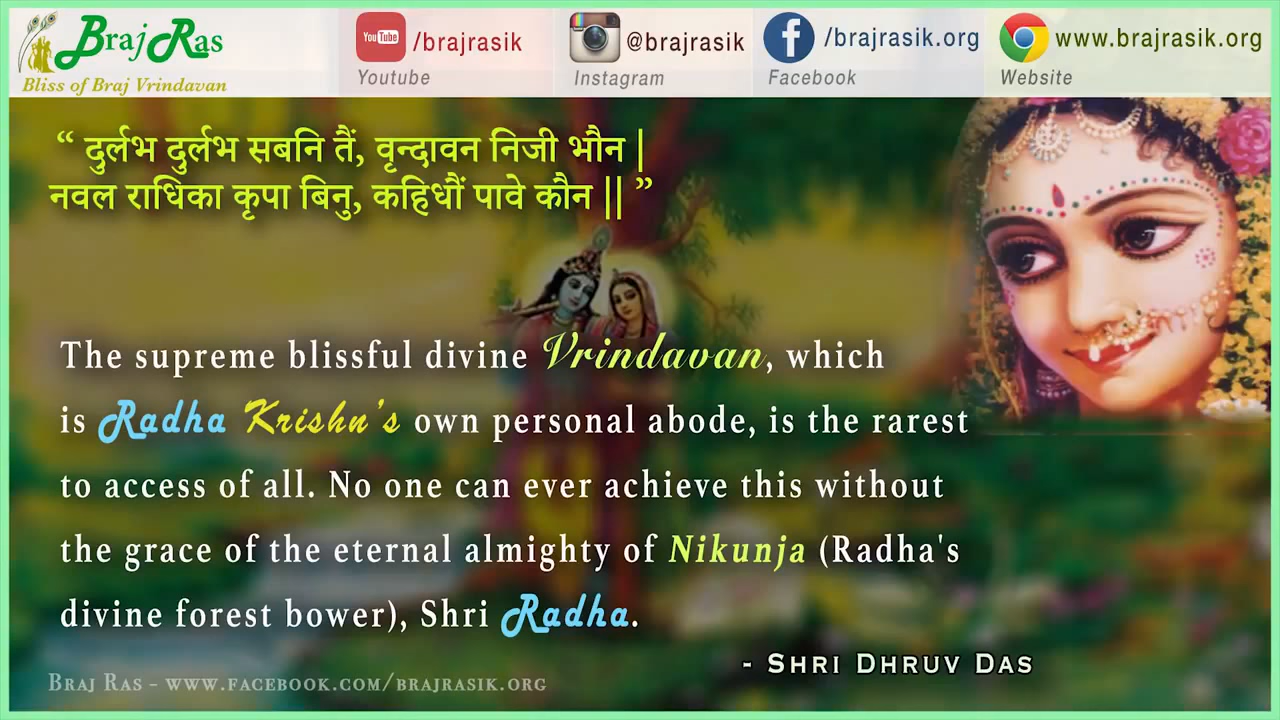 Braj Ras
Bliss of Braj Vrindavan
You Tube /brajrasik
Youtube
@brajrasik
Instagram
/brajrasik.org
Facebook
www.brajrasik.org
Website
“ दुर्लभ दुर्लभ सबनि तैं, वृन्दावन निजी भौन |
नवल राधिका कृपा बिनु, कहिधौं पावे कौन || ”
The supreme blissful divine Vrindavan, which
is Radha Krishn's own personal abode, is the rarest
to access of all. No one can ever achieve this without
the grace of the eternal almighty of Nikunja (Radha's
divine forest bower), Shri Radha.
- Shri Dhruv Das
Braj Ras - www.facebook.com/brajrasik.org